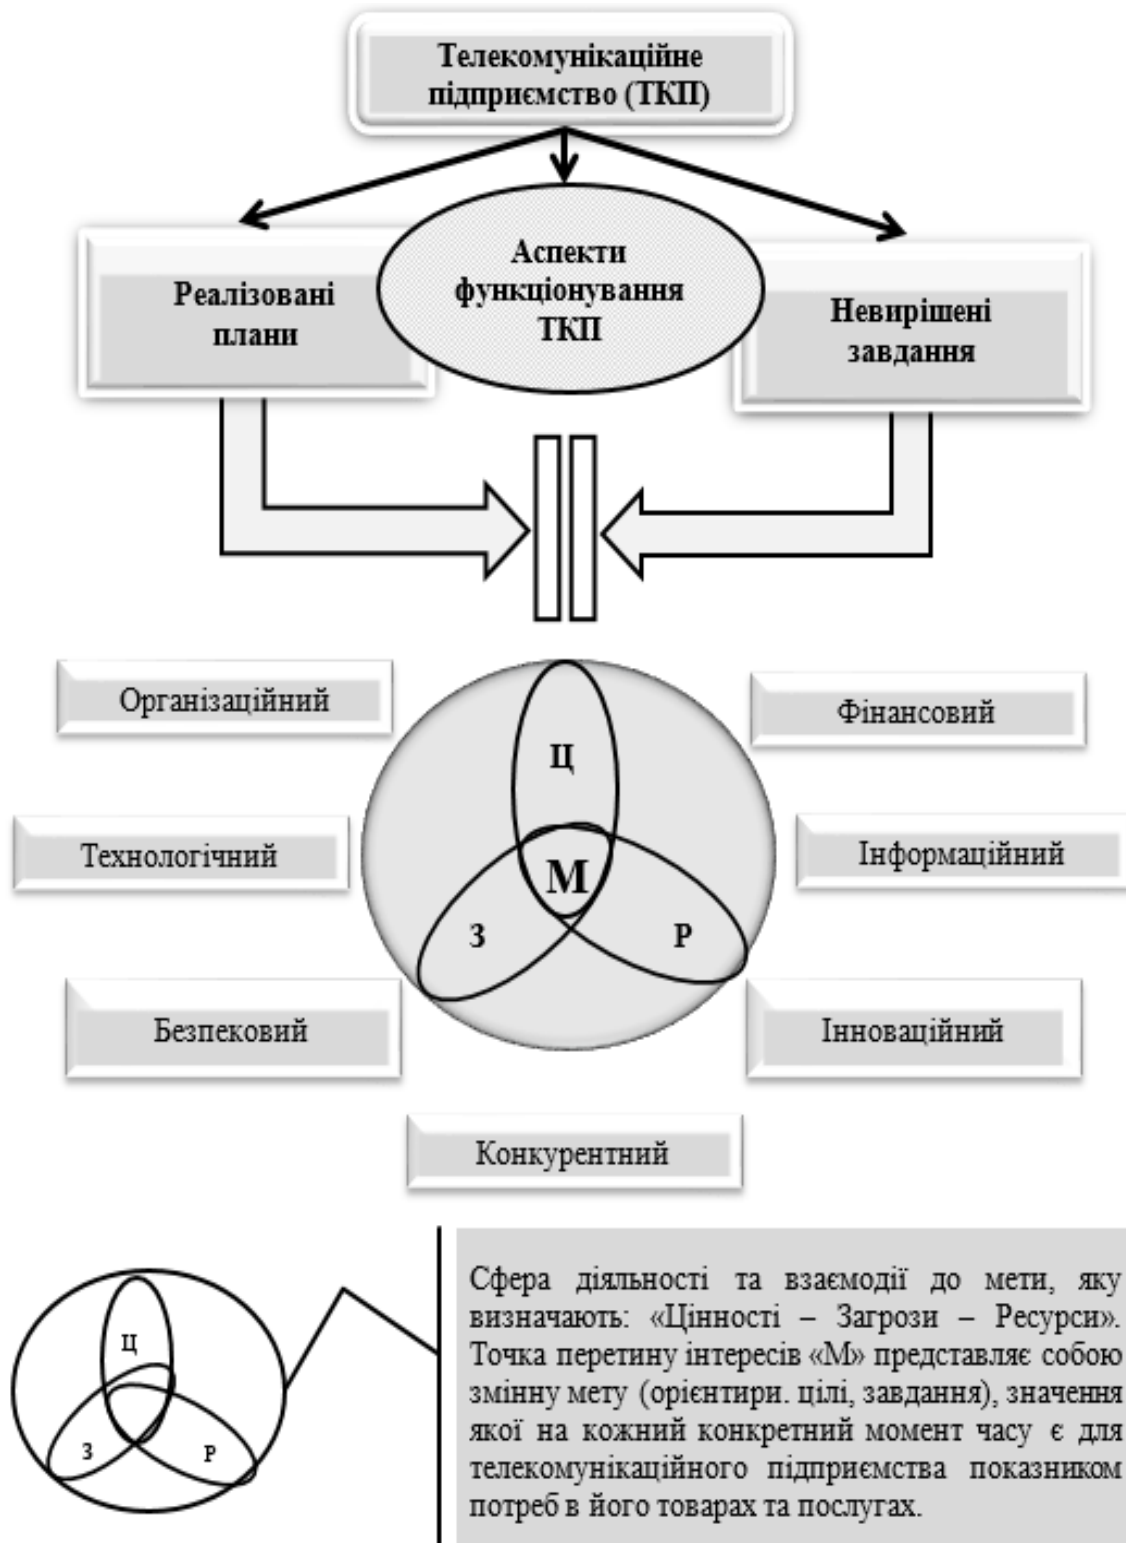 Телекомунікаційне
підприємство (ТКП)
Аспекти
функціонування
ТКП
Реалізовані
плани
Невирішені
завдання
Організаційний
Фінансовий
Ц
Технологічний
Інформаційний
М
З
Р
Безпековий
Інноваційний
Конкурентний
Ц
З
Р
Сфера діяльності та взаємодії до мети, яку
визначають: «Цінності – Загрози – Ресурси».
Точка перетину інтересів «М» представляє собою
змінну мету (орієнтири. цілі, завдання), значення
якої на кожний конкретний момент часу є для
телекомунікаційного підприємства показником
потреб в його товарах та послугах.